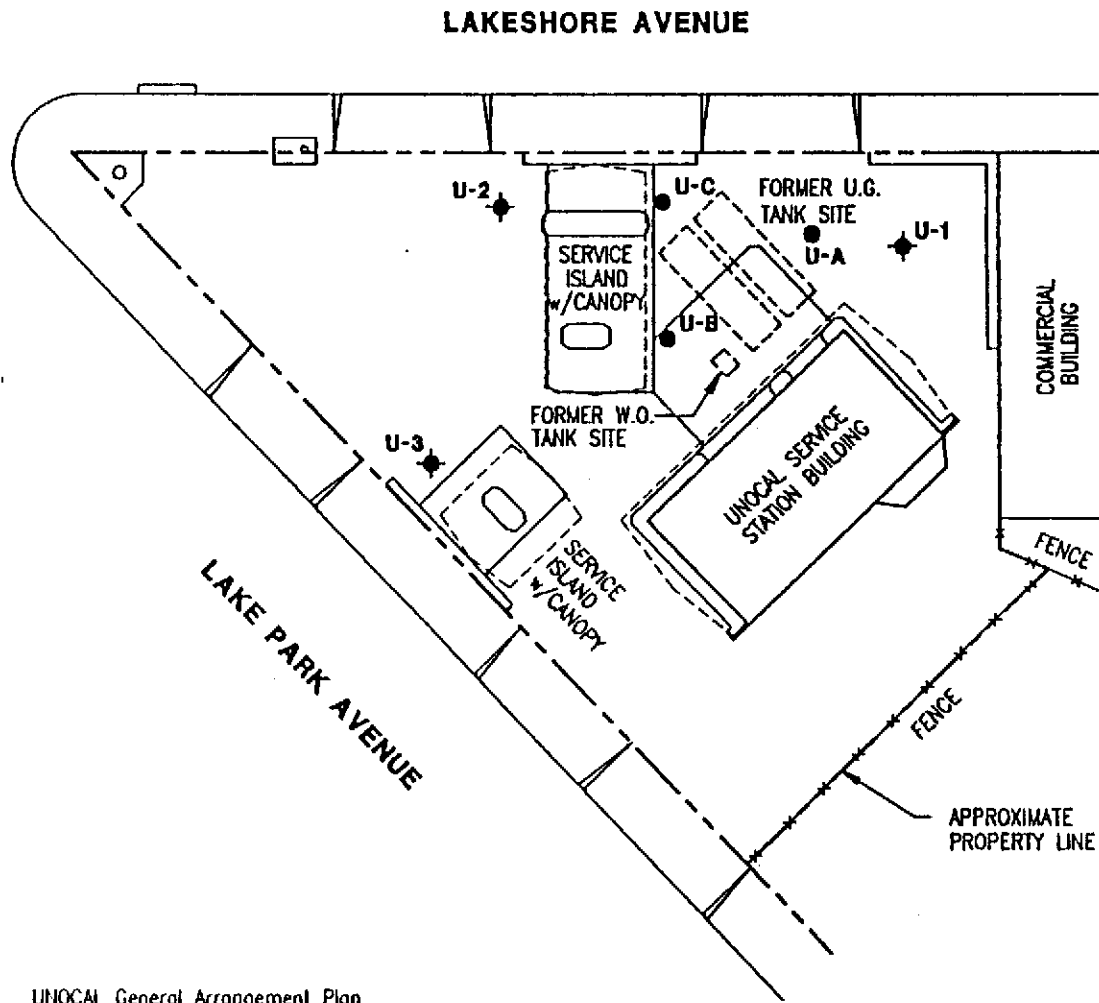 LAKESHORE AVENUE
P
U-2
U-C
FORMER U.G.
TANK SITE
U-A
U-1
SERVICE
ISLAND
w/CANOPY
U-B
COMMERCIAL
BUILDING
FORMER W.O.
TANK SITE
U-3
UNOCAL SERVICE
STATION BUILDING
SERVICE
ISLAND
w/CANOPY
FENCE
LAKE PARK AVENUE
FENCE
APPROXIMATE
PROPERTY LINE
UNOCAL General Arrangement Plan